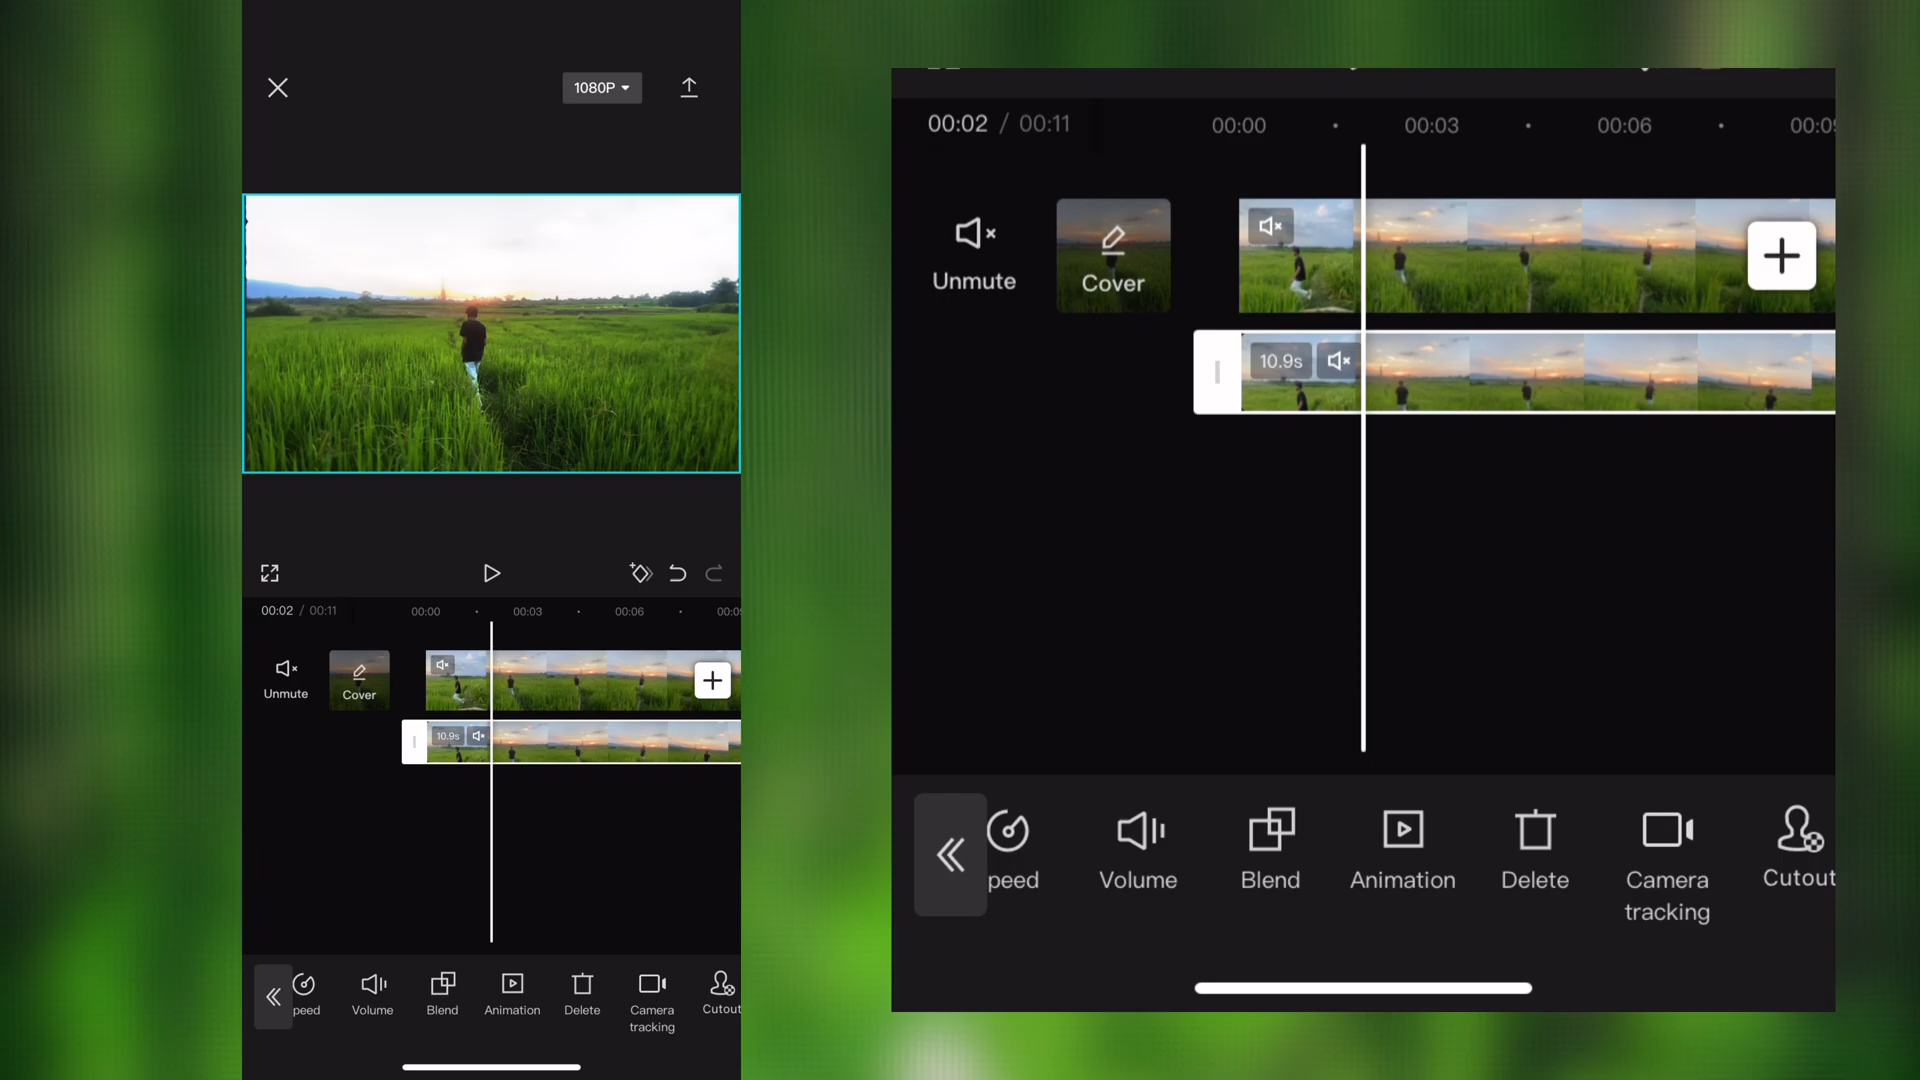 1080P
00:02 / 00:11
00:00
00:03
00:06
Unmute
Cover
10.9s
peed
Volume
Blend
Animation
Delete
Camera
tracking
Cutout
00:02 / 00:11
00:00
00:03
00:06
Unmute
Cover
10.9s
peed
Volume
Blend
Animation
Delete
Camera
tracking
Cutout